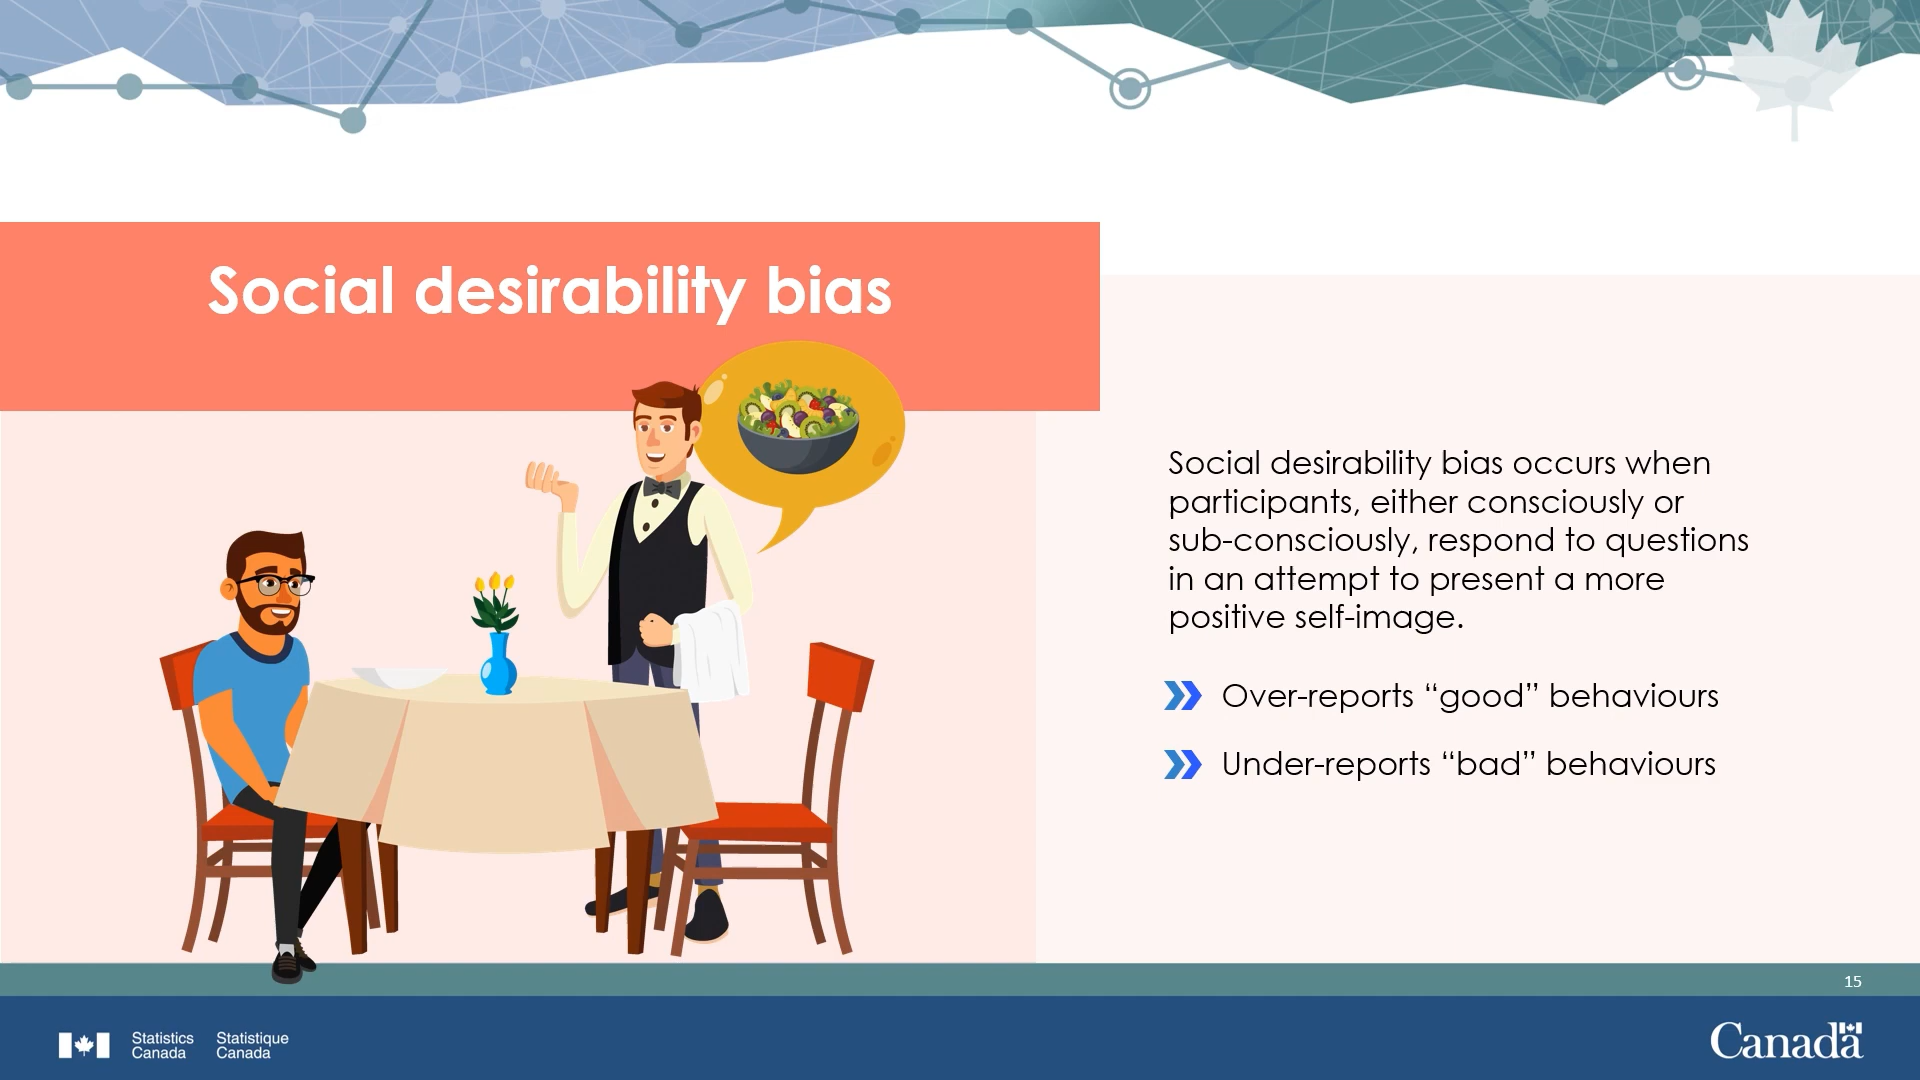 Social desirability bias
Social desirability bias occurs when
participants, either consciously or
sub-consciously, respond to questions
in an attempt to present a more
positive self-image.
Over-reports “good” behaviours
Under-reports “bad” behaviours
15
Statistics Canada
Statistique Canada
Canada